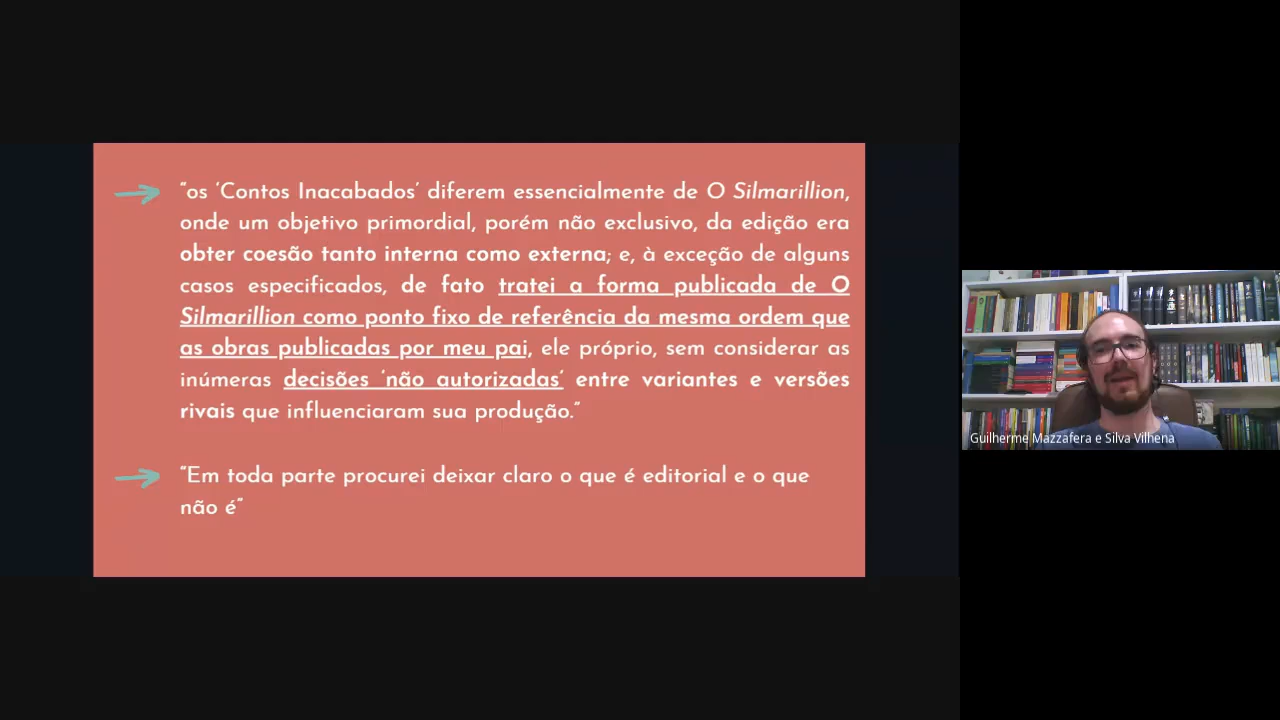 “os ‘Contos Inacabados’ diferem essencialmente de O Silmarillion,
onde um objetivo primordial, porém não exclusivo, da edição era
obter coesão tanto interna como externa; e, à exceção de alguns
casos especificados, de fato tratei a forma publicada de O
Silmarillion como ponto fixo de referência da mesma ordem que
as obras publicadas por meu pai, ele próprio, sem considerar as
inúmeras decisões ‘não autorizadas’ entre variantes e versões
rivais que influenciaram sua produção.”
“Em toda parte procurei deixar claro o que é editorial e o que
não é”
Guilherme Mazzafera e Silva Vilhena